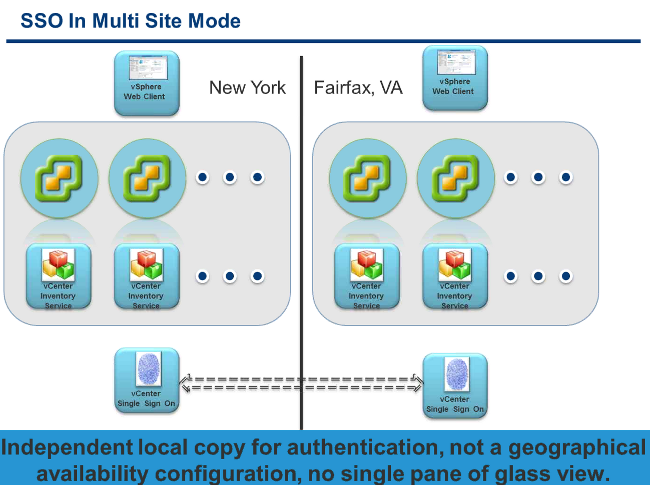 SSO In Multi Site Mode
vSphere
Web Client
New York
Fairfax, VA
vSphere
Web Client
vCenter
Inventory
Service
vCenter
Inventory
Service
vCenter
Inventory
Service
vCenter
Inventory
Service
vCenter
Single Sign On
vCenter
Single Sign On
Independent local copy for authentication, not a geographical
availability configuration, no single pane of glass view.